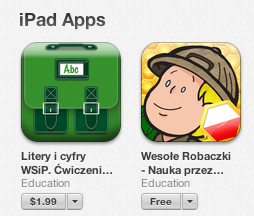 iPad Apps
Abc
Litery i cyfry
WSiP. Ćwiczeni...
Education
$1.99
Wesołe Robaczki
- Nauka przez...
Education
Free